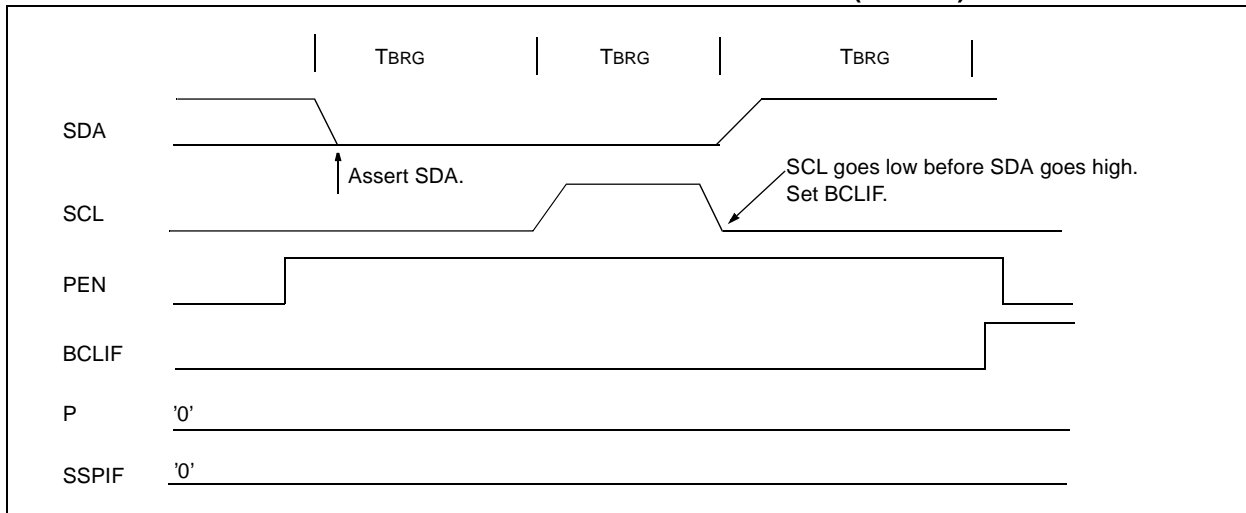 TBRG TBRG TBRG
SDA
Assert SDA.
SCL goes low before SDA goes high.
Set BCLIF.
SCL
PEN
BCLIF
P '0'
SSPIF '0'